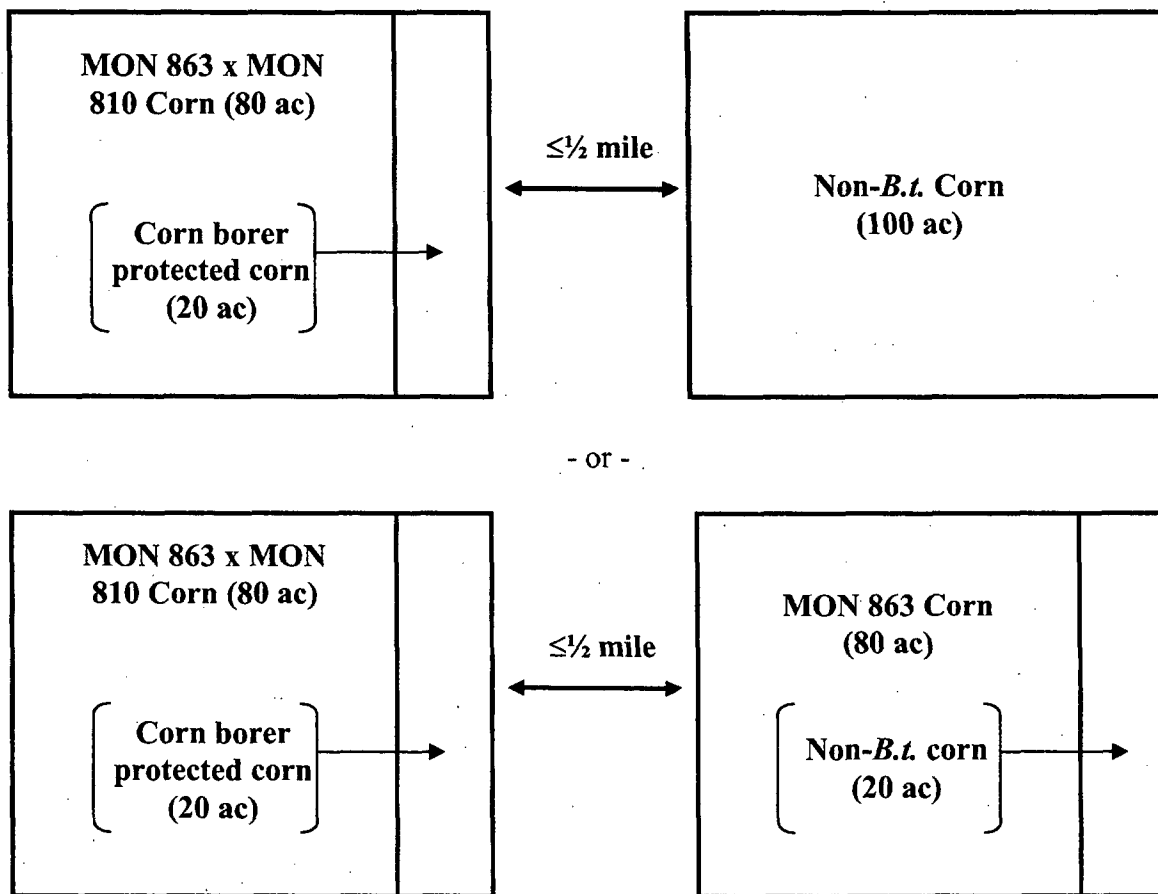 MON 863 x MON
810 Corn (80 ac)
Corn borer
protected corn
(20 ac)
≤½ mile
Non-B.t. Corn
(100 ac)
- or -
MON 863 x MON
810 Corn (80 ac)
Corn borer
protected corn
(20 ac)
≤½ mile
MON 863 Corn
(80 ac)
Non-B.t. corn
(20 ac)